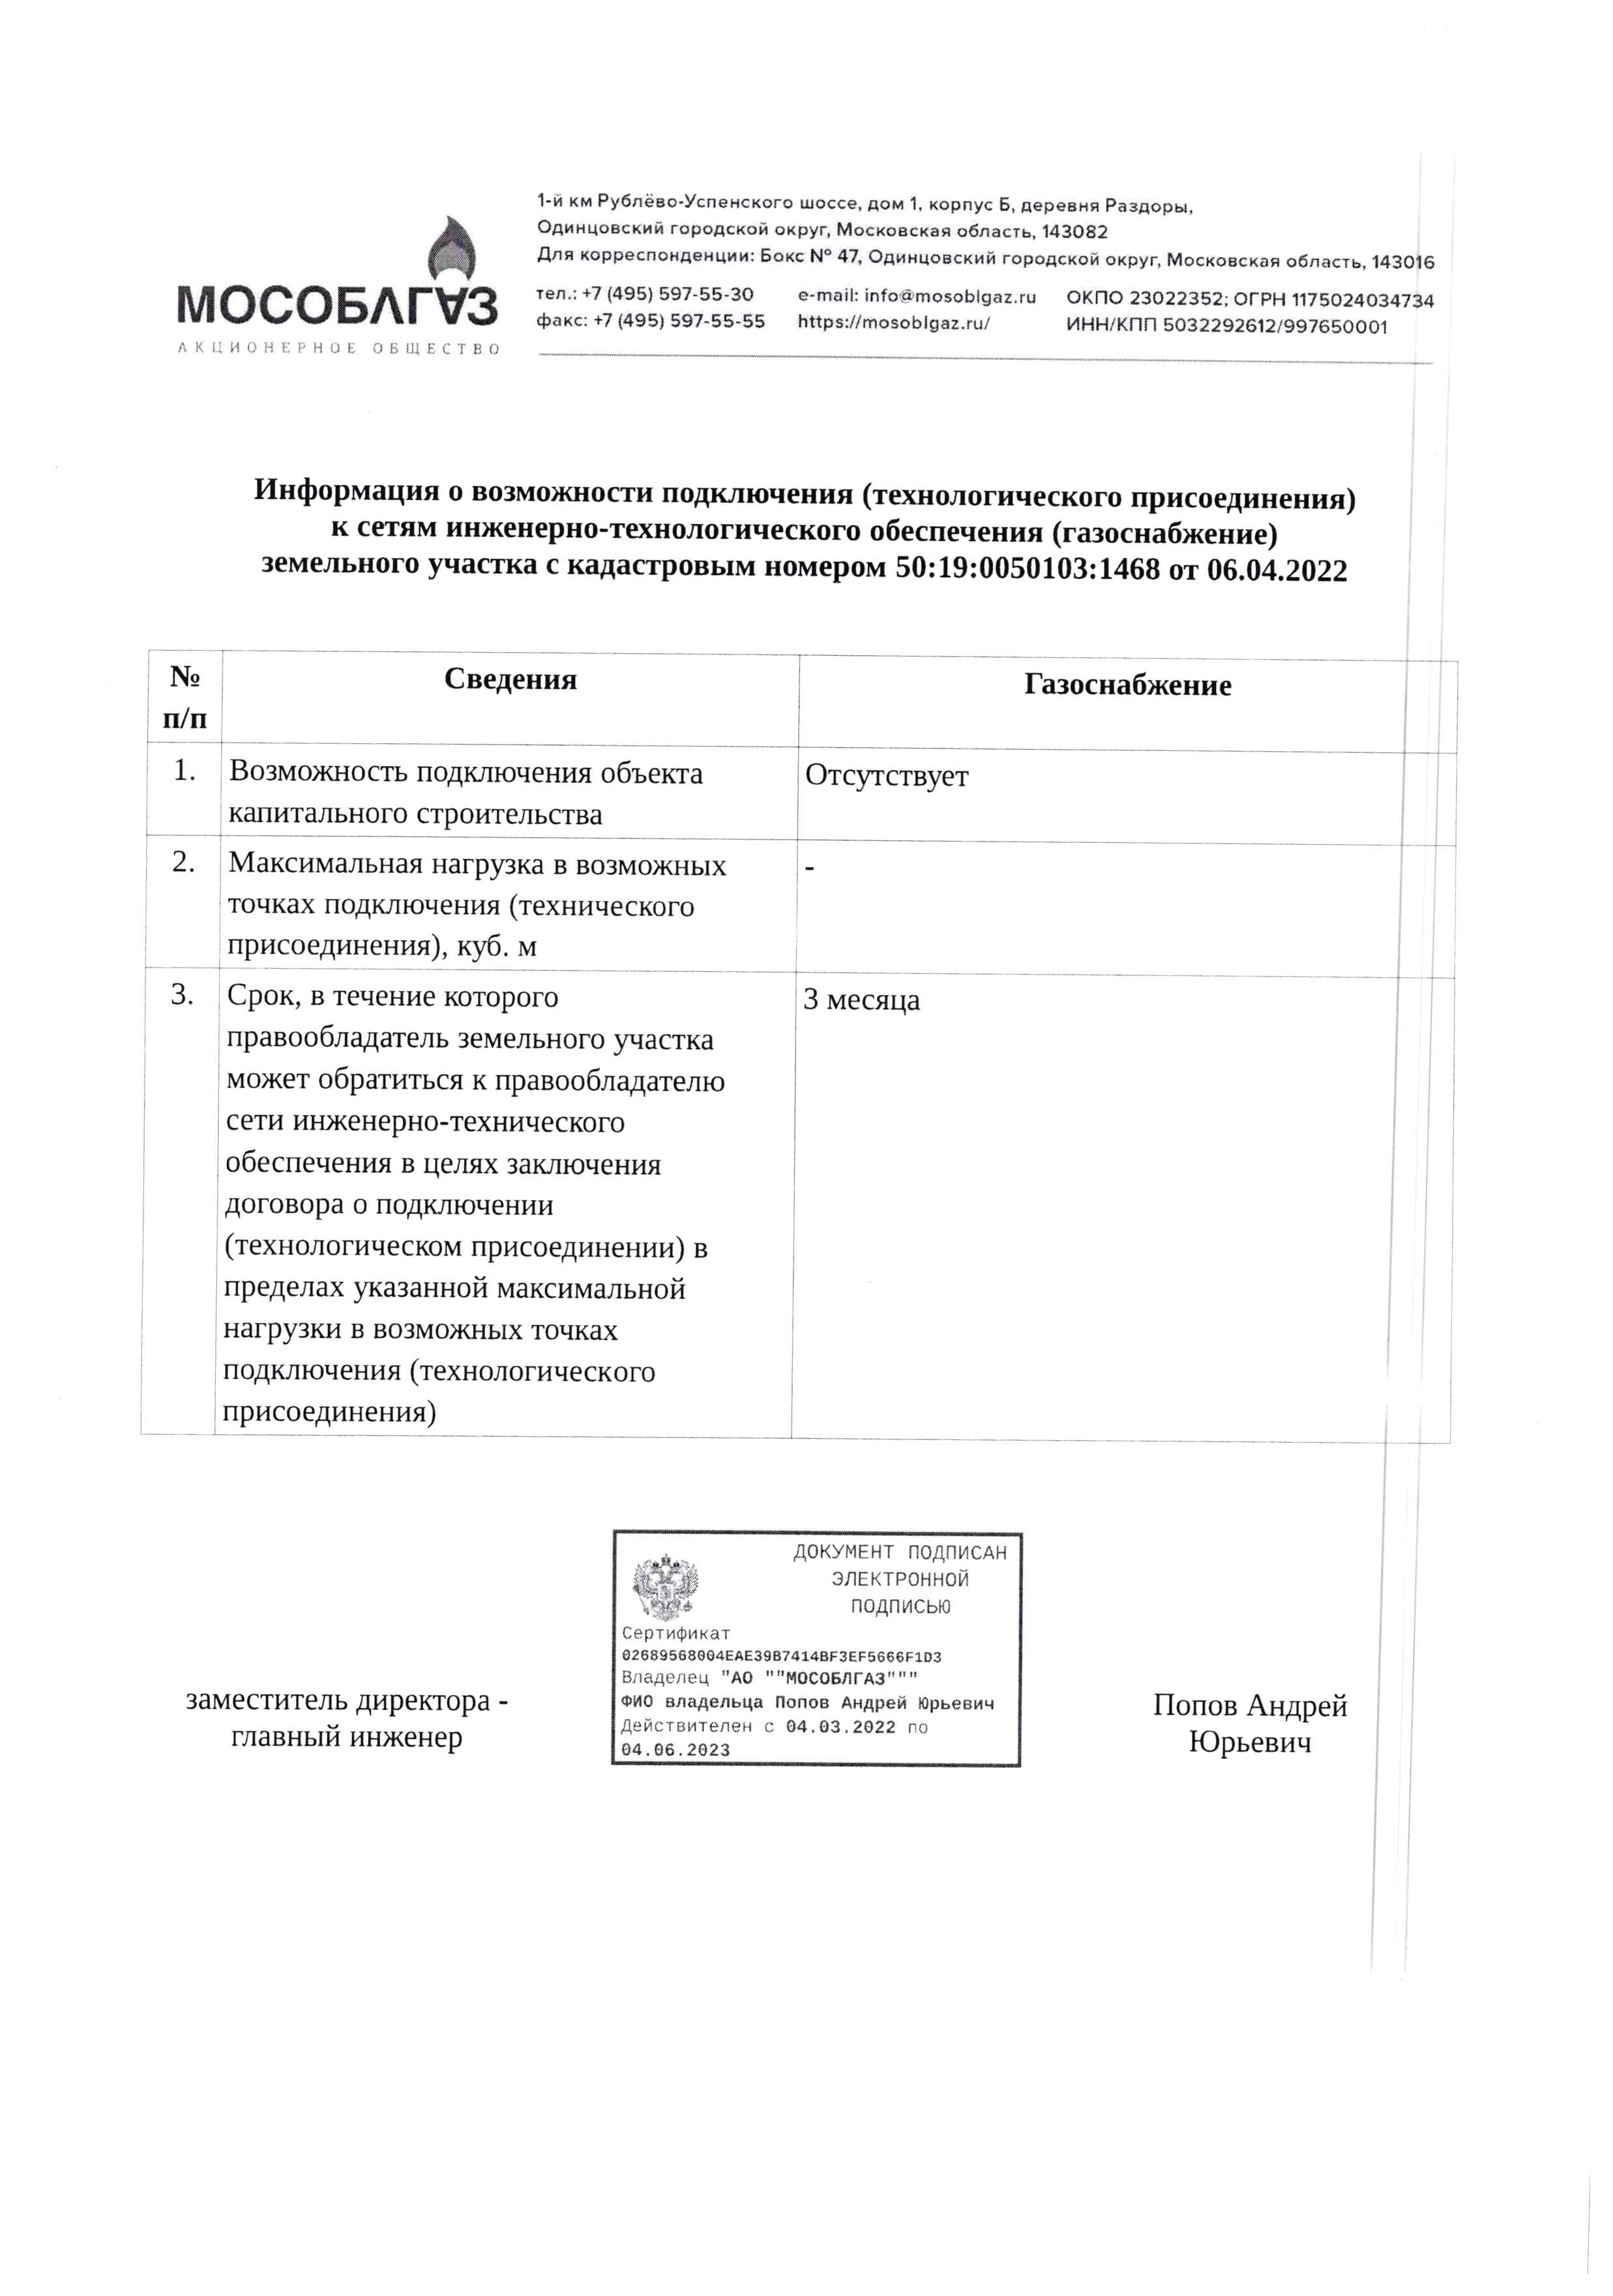 МОСОБЛГАЗ
АКЦИОНЕРНОЕ ОБЩЕСТВО
1-й км Рублёво-Успенского шоссе, дом 1, корпус Б, деревня Раздоры,
Одинцовский городской округ, Московская область, 143082
Для корреспонденции: Бокс № 47, Одинцовский городской округ, Московская область, 143016
тел.: +7 (495) 597-55-30 e-mail: info@mosoblgaz.ru ОКПО 23022352; ОГРН 1175024034734
факс: +7 (495) 597-55-55 https://mosoblgaz.ru/ ИНН/КПП 5032292612/997650001
Информация о возможности подключения (технологического присоединения)
к сетям инженерно-технологического обеспечения (газоснабжение)
земельного участка с кадастровым номером 50:19:0050103:1468 от 06.04.2022
№ Сведения Газоснабжение
п/п
1. Возможность подключения объекта Отсутствует
капитального строительства
2. Максимальная нагрузка в возможных -
точках подключения (технического
присоединения), куб. м
3. Срок, в течение которого 3 месяца
правообладатель земельного участка
может обратиться к правообладателю
сети инженерно-технического
обеспечения в целях заключения
договора о подключении
(технологическом присоединении) в
пределах указанной максимальной
нагрузки в возможных точках
подключения (технологического
присоединения)
заместитель директора -
главный инженер
ДОКУМЕНТ ПОДПИСАН
ЭЛЕКТРОННОЙ
ПОДПИСЬЮ
Сертификат
02689568004EAE39B7414BF3EF5666F1D3
Владелец "АО ""МОСОБЛГАЗ"""
ФИО владельца Попов Андрей Юрьевич
Действителен с 04.03.2022 по
04.06.2023
Попов Андрей
Юрьевич